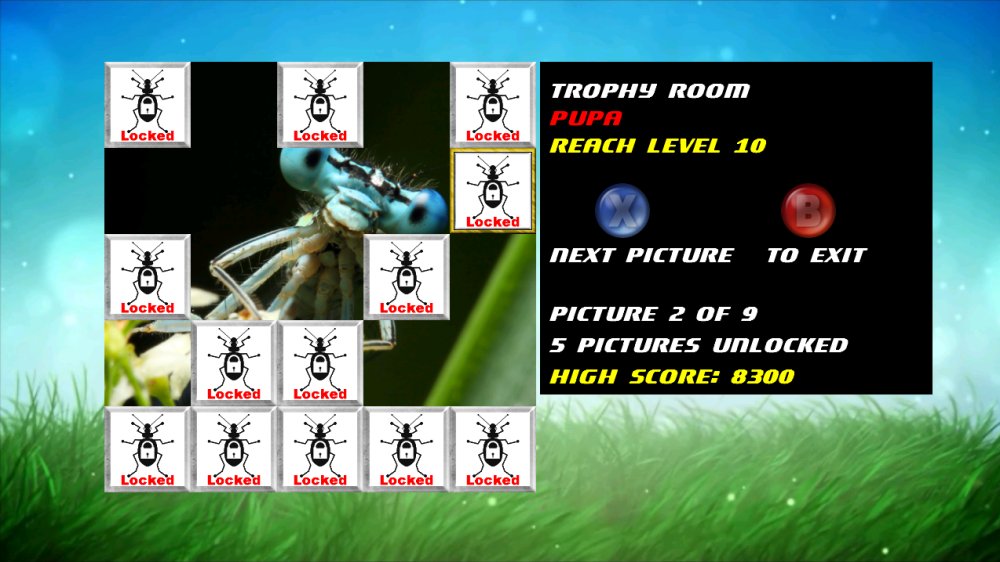 Locked Locked Locked
Locked
Locked Locked
Locked Locked
Locked Locked Locked Locked Locked
TROPHY ROOM
PUPA
REACH LEVEL 10
X B
NEXT PICTURE TO EXIT
PICTURE 2 OF 9
5 PICTURES UNLOCKED
HIGH SCORE: 8300